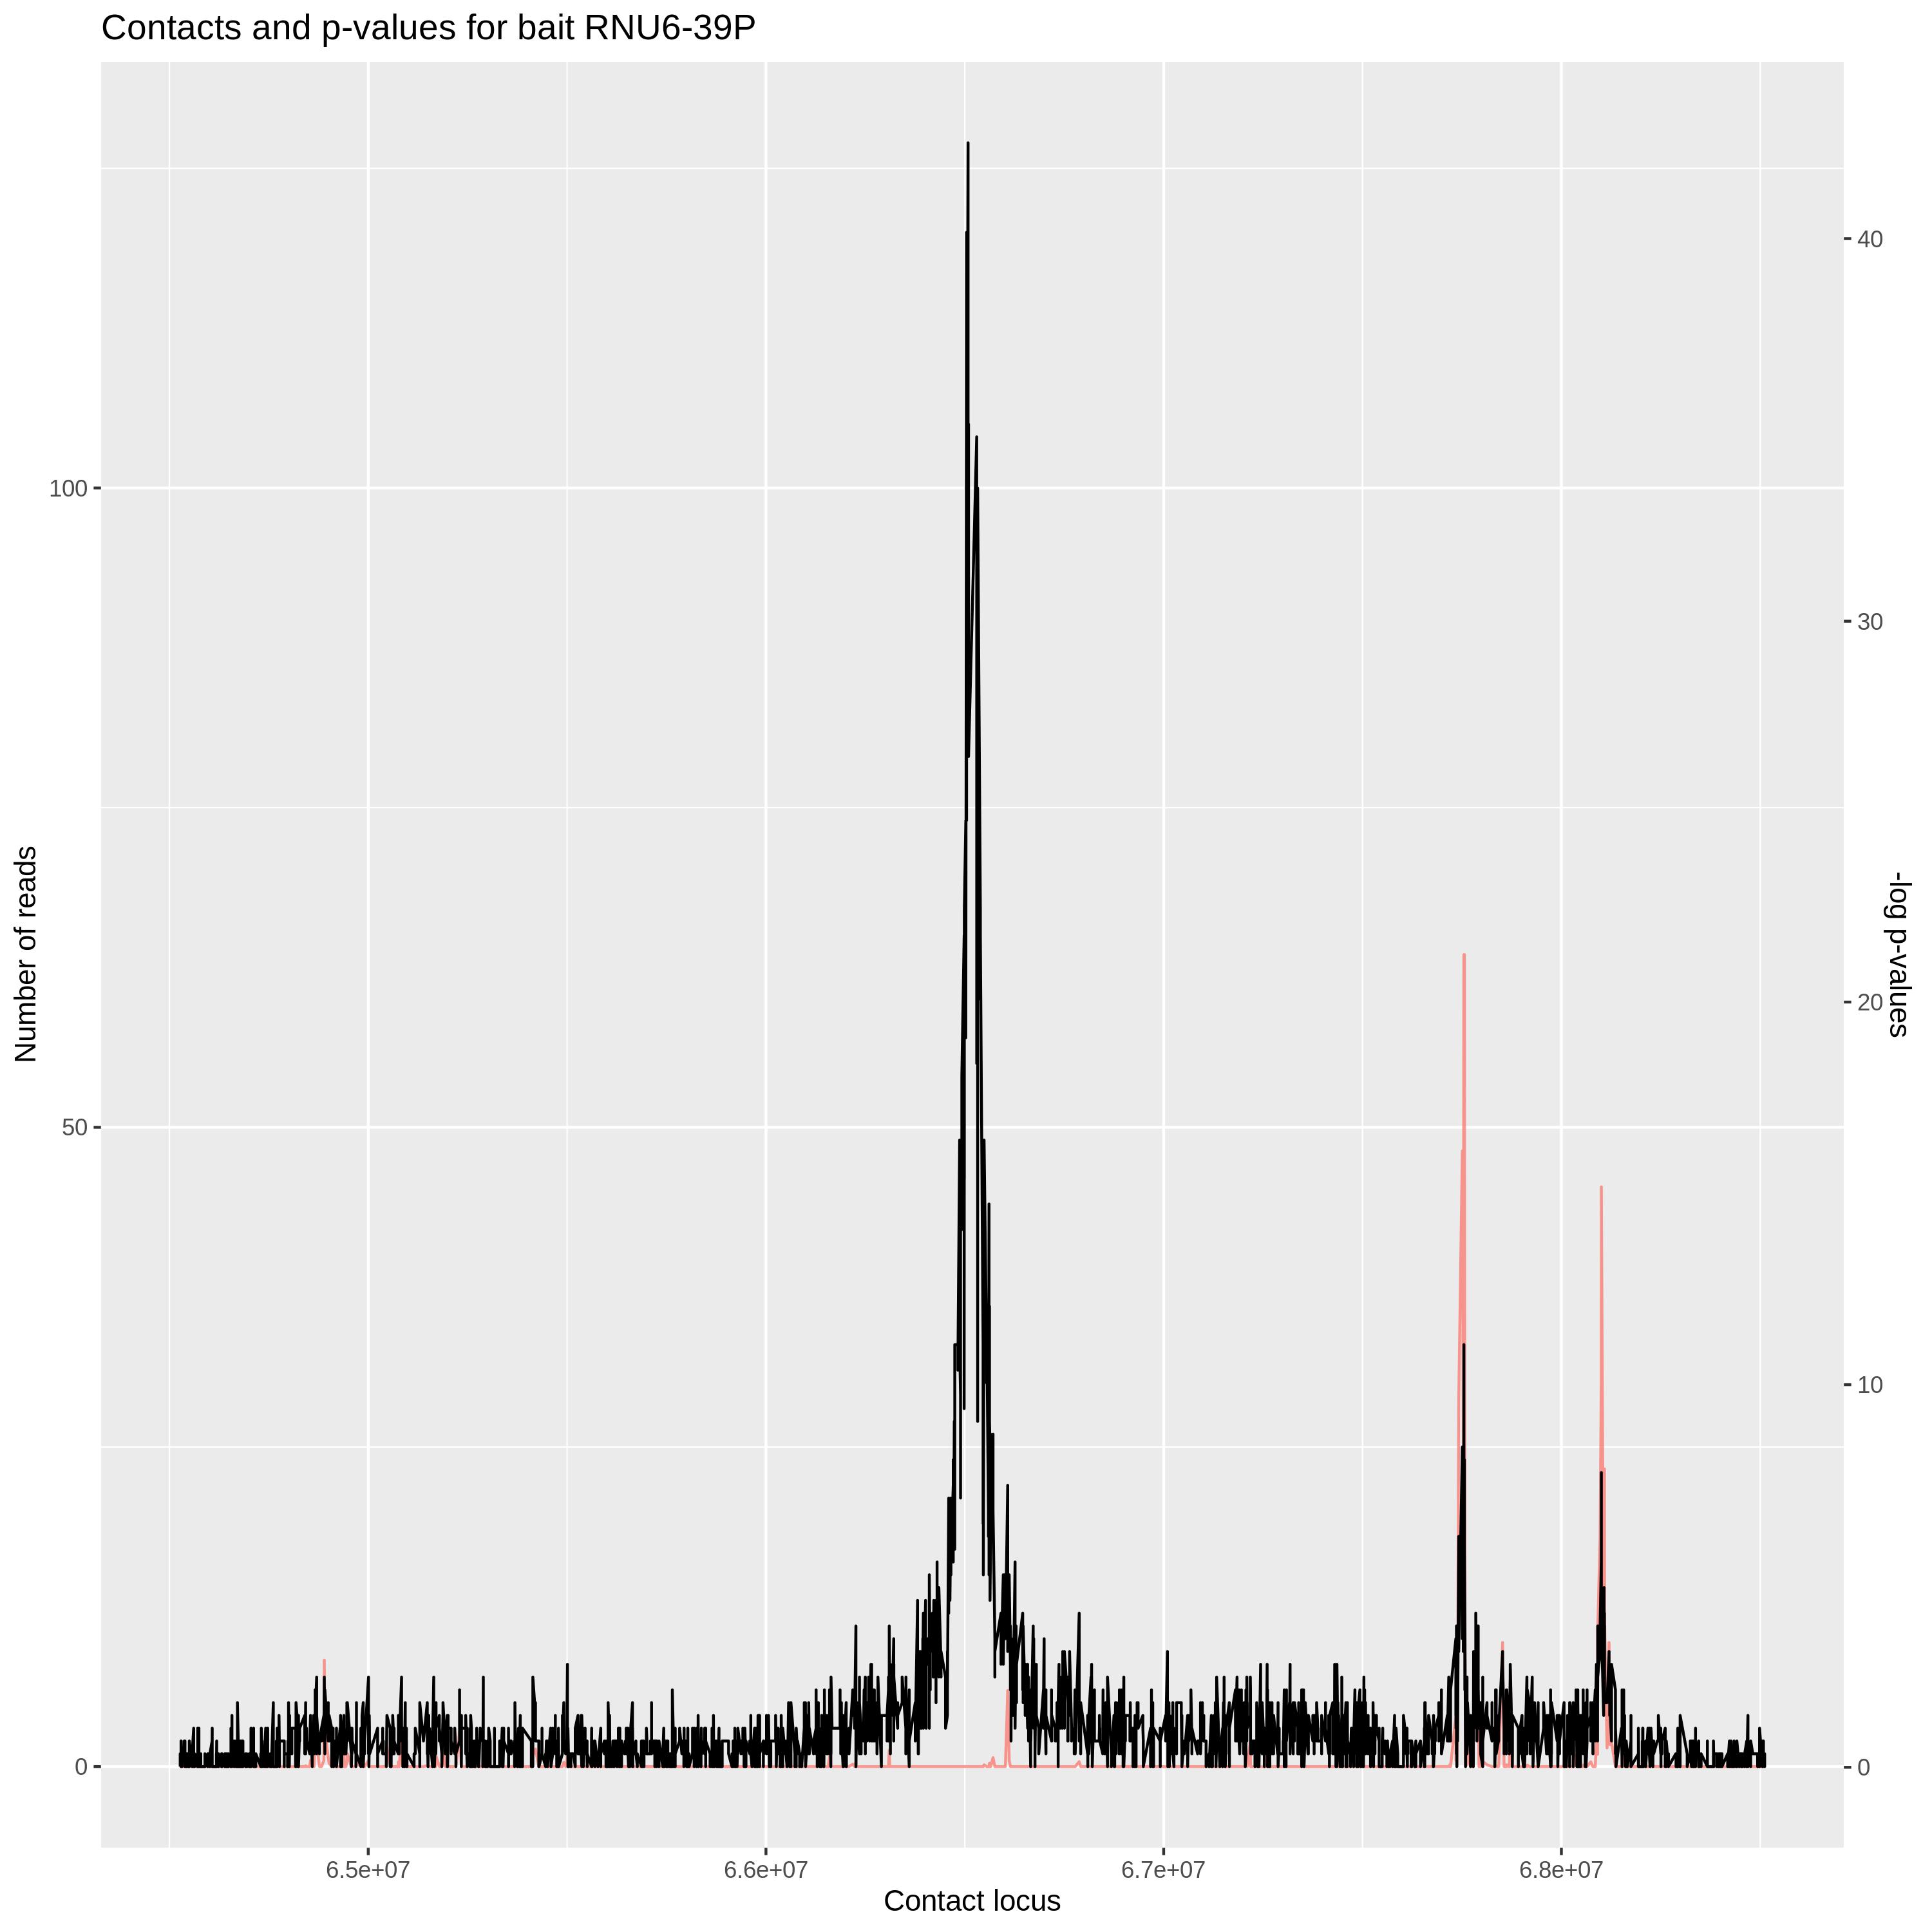 Contacts and p-values for bait RNU6-39P
Number of reads
100
50
0
40
30
20
10
0
-log p-values
6.5e+07
6.6e+07
6.7e+07
6.8e+07
Contact locus